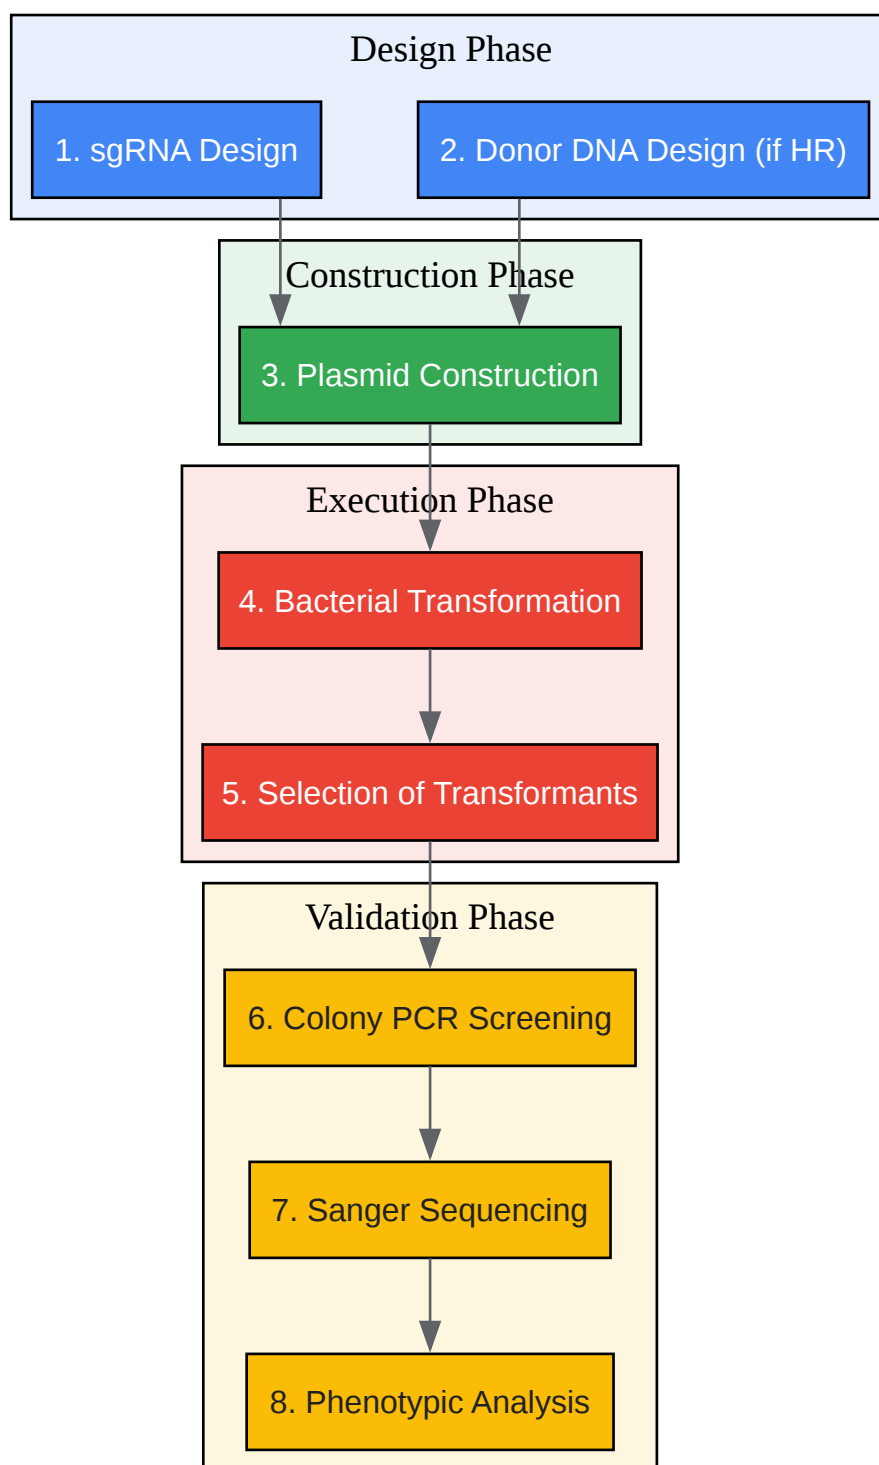 Design Phase
1. sgRNA Design
2. Donor DNA Design (if HR)
Construction Phase
3. Plasmid Construction
Execution Phase
4. Bacterial Transformation
5. Selection of Transformants
Validation Phase
6. Colony PCR Screening
7. Sanger Sequencing
8. Phenotypic Analysis